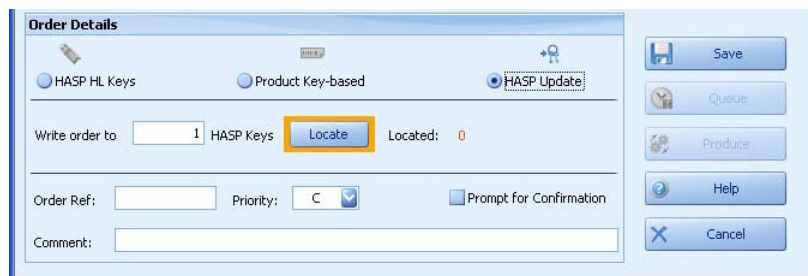 Order Details
HASP HL Keys Product Key-based HASP Update
Write order to 1 HASP Keys Locate Located: 0
Order Ref: Priority: C Prompt for Confirmation
Comment:
Save
Queue
Produce
Help
Cancel